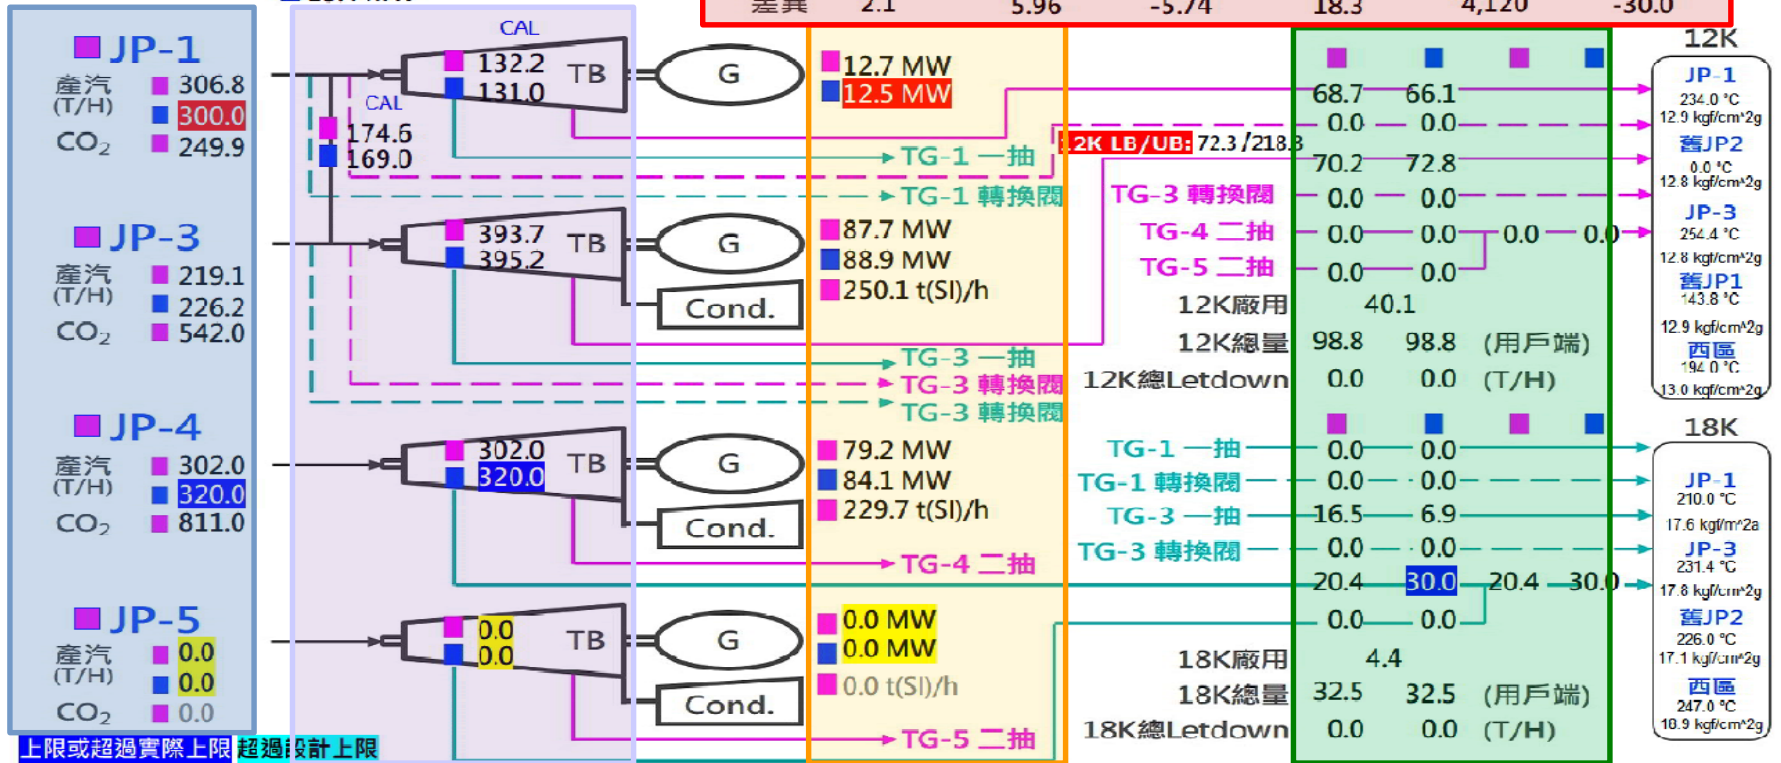 差異 2.1 5.96 -5.74 18.3 4,120 -30.0
JP-1
產汽 306.8
(T/H) 300.0
CO₂ 249.9
JP-3
產汽 219.1
(T/H) 226.2
CO₂ 542.0
JP-4
產汽 302.0
(T/H) 320.0
CO₂ 811.0
JP-5
產汽 0.0
(T/H) 0.0
CO₂ 0.0
上限或超過實際上限 超過設計上限
CAL
132.2 TB G
131.0
CAL
174.6
169.0
12.7 MW
12.5 MW
TG-1 一抽
TG-1 轉換閥
393.7 TB G
395.2
Cond.
87.7 MW
88.9 MW
250.1 t(SI)/h
TG-3 一抽
TG-3 轉換閥
TG-3 轉換閥
302.0 TB G
320.0
Cond.
79.2 MW
84.1 MW
229.7 t(SI)/h
TG-4 二抽
0.0 TB G
0.0
Cond.
0.0 MW
0.0 MW
0.0 t(SI)/h
TG-5 二抽
68.7 66.1
0.0 0.0
12K LB/UB: 72.3/218.3
70.2 72.8
TG-3 轉換閥 0.0 0.0
TG-4 二抽 0.0 0.0 0.0 0.0
TG-5 二抽 0.0 0.0
12K廠用 40.1
12K總量 98.8 98.8 (用戶端)
12K總Letdown 0.0 0.0 (T/H)
TG-1 一抽 0.0 0.0
TG-1 轉換閥 0.0 0.0
TG-3 一抽 16.5 6.9
TG-3 轉換閥 0.0 0.0
20.4 30.0 20.4 30.0
0.0 0.0
18K廠用 4.4
18K總量 32.5 32.5 (用戶端)
18K總Letdown 0.0 0.0 (T/H)
12K
JP-1
234.0 °C
12.9 kgf/cm^2g
舊JP2
0.0 °C
12.8 kgf/cm^2g
JP-3
254.4 °C
12.8 kgf/cm^2g
舊JP1
143.8 °C
12.9 kgf/cm^2g
西區
194.0 °C
13.0 kgf/cm^2g
18K
JP-1
210.0 °C
17.6 kgf/m^2a
JP-3
231.4 °C
17.8 kgf/cm^2g
舊JP2
226.0 °C
17.1 kgf/cm^2g
西區
247.0 °C
18.9 kgf/cm^2g